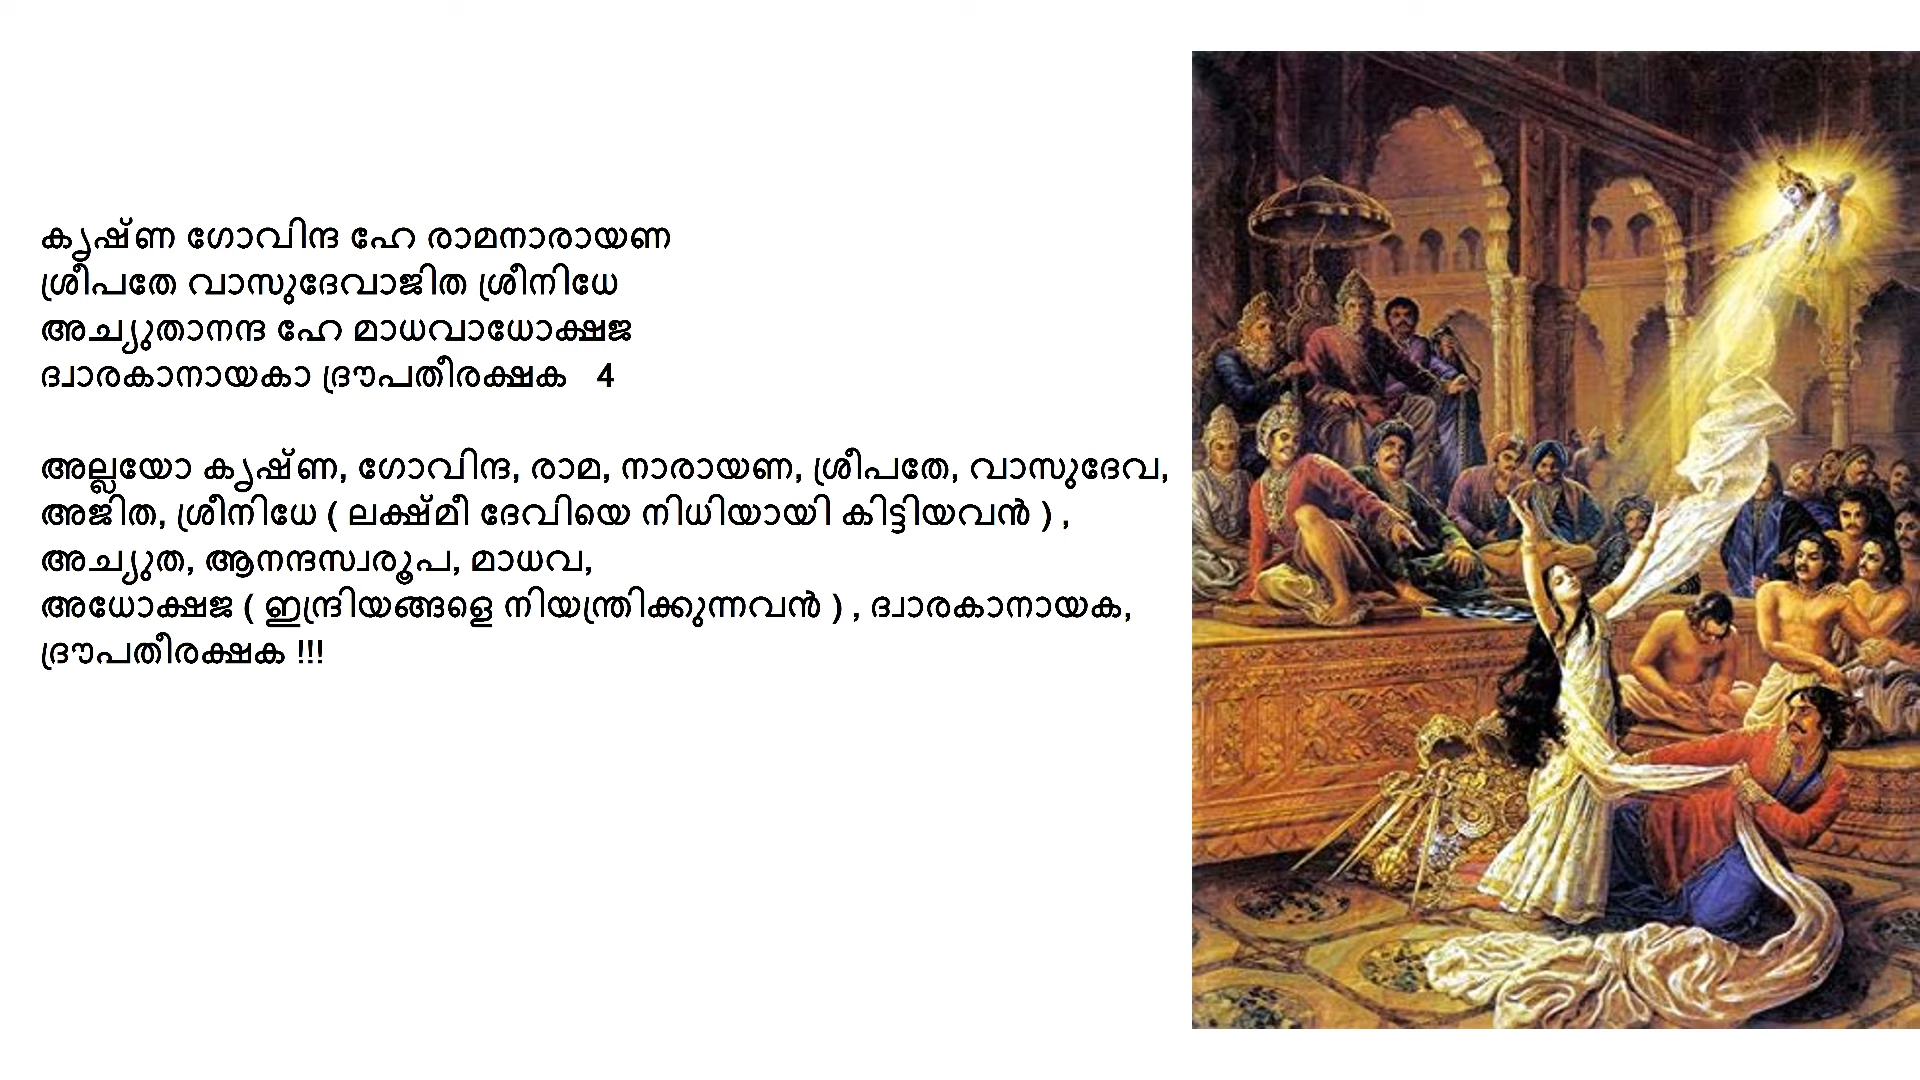 കൃഷ്ണ ഗോവിന്ദ ഹേ രാമനാരായണ
ശ്രീപതേ വാസുദേവാജിത ശ്രീനിധേ
അച്യുതാനന്ദ ഹേ മാധവാധോക്ഷജ
ദ്വാരകാനായകാ ദ്രൗപതീരക്ഷക 4
അല്ലയോ കൃഷ്ണ, ഗോവിന്ദ, രാമ, നാരായണ, ശ്രീപതേ, വാസുദേവ,
അജിത, ശ്രീനിധേ ( ലക്ഷ്മീ ദേവിയെ നിധിയായി കിട്ടിയവൻ ) ,
അച്യുത, ആനന്ദസ്വരൂപ, മാധവ,
അധോക്ഷജ ( ഇന്ദ്രിയങ്ങളെ നിയന്ത്രിക്കുന്നവൻ ) , ദ്വാരകാനായക,
ദ്രൗപതീരക്ഷക !!!